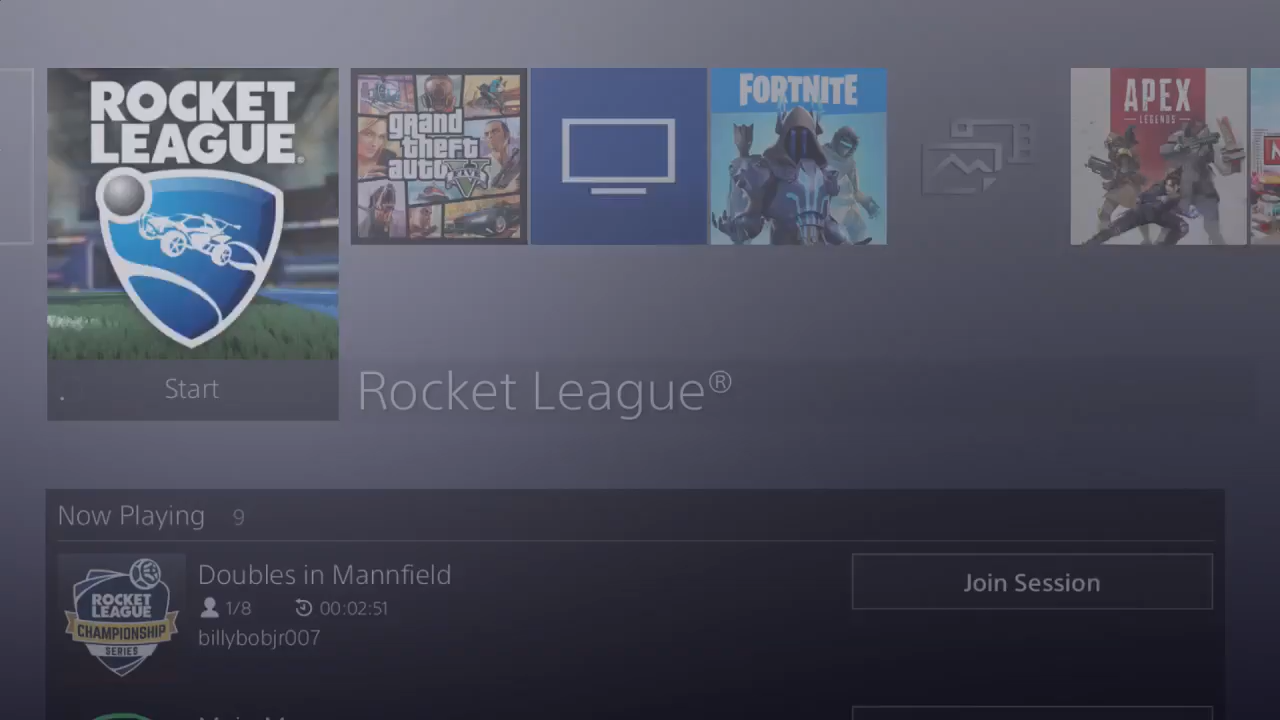 ROCKET
LEAGUE®
grand
theft
auto V
FIVE
FORTNITE
APEX
LEGENDS
Start
Rocket League®
Now Playing 9
Doubles in Mannfield
1/8 00:02:51
billybobjr007
Join Session
ROCKET
LEAGUE
CHAMPIONSHIP
SERIES